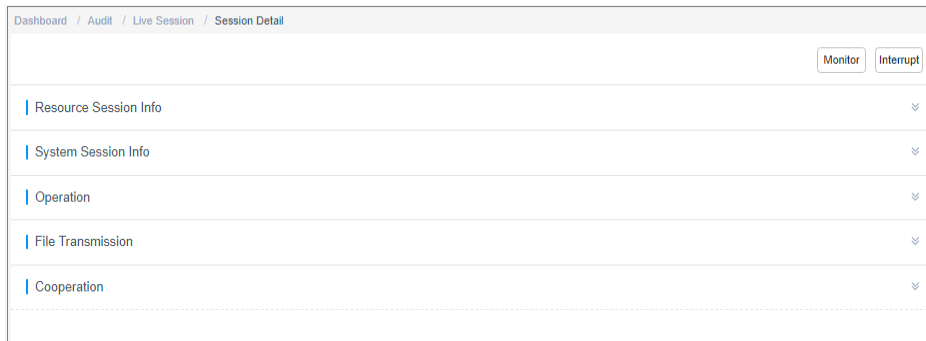 Dashboard / Audit / Live Session / Session Detail
Monitor Interrupt
Resource Session Info
System Session Info
Operation
File Transmission
Cooperation